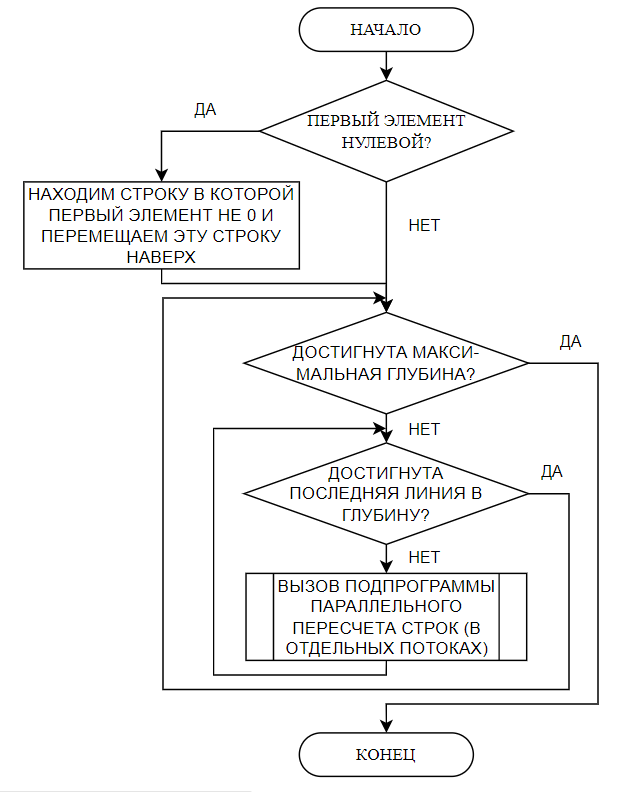 НАЧАЛО
ДА
ПЕРВЫЙ ЭЛЕМЕНТ
НУЛЕВОЙ?
НАХОДИМ СТРОКУ В КОТОРОЙ
ПЕРВЫЙ ЭЛЕМЕНТ НЕ 0 И
ПЕРЕМЕЩАЕМ ЭТУ СТРОКУ
НАВЕРХ
НЕТ
ДОСТИГНУТА МАКСИ-
МАЛЬНАЯ ГЛУБИНА?
ДА
НЕТ
ДОСТИГНУТА
ПОСЛЕДНЯЯ ЛИНИЯ В
ГЛУБИНУ?
ДА
НЕТ
ВЫЗОВ ПОДПРОГРАММЫ
ПАРАЛЛЕЛЬНОГО
ПЕРЕСЧЕТА СТРОК (В
ОТДЕЛЬНЫХ ПОТОКАХ)
КОНЕЦ